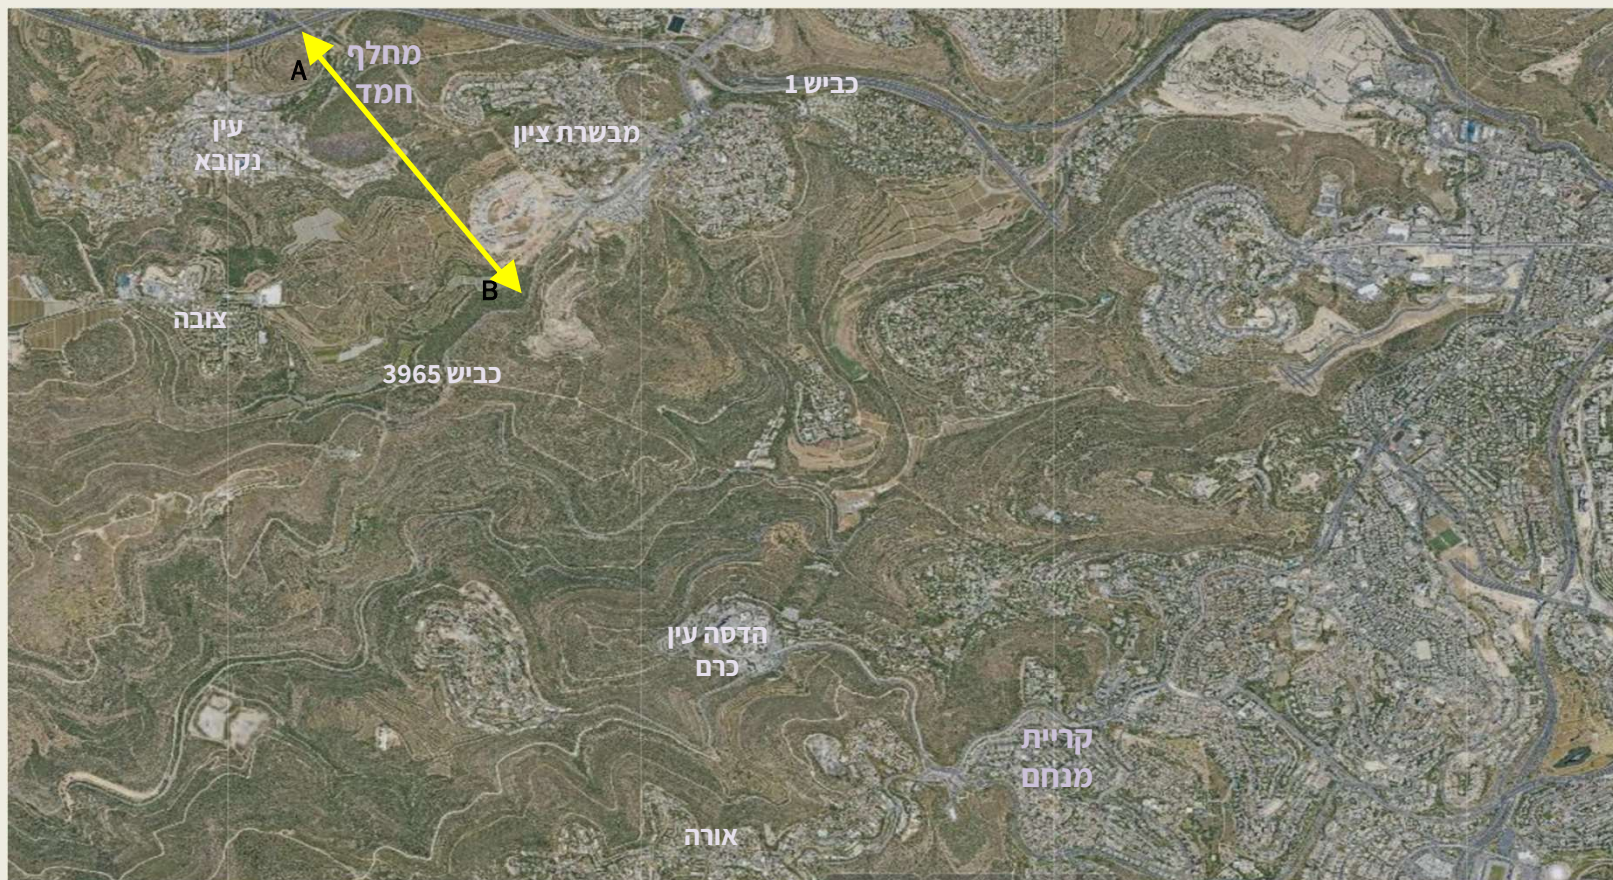 מחלף
חמד
A
כביש 1
עין
נקובא
מבשרת ציון
B
צובה
כביש 3965
הדסה עין
כרם
קריית
מנחם
אורה